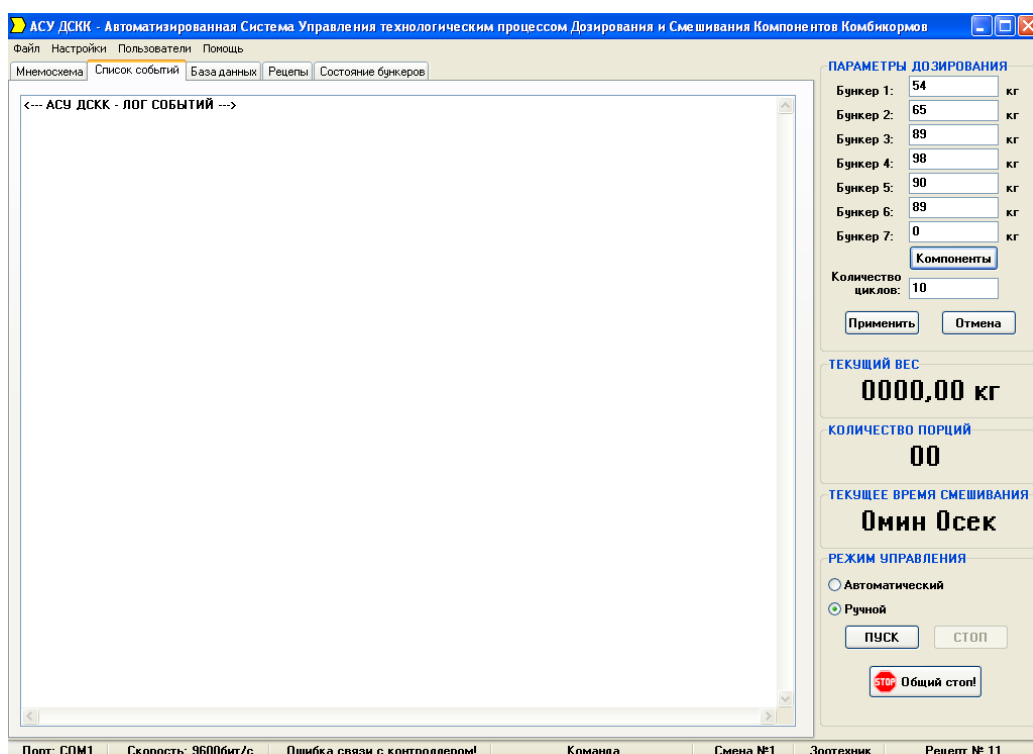 АСУ ДСКК - Автоматизированная Система Управления технологическим процессом Дозирования и Смешивания Компонентов Комбикормов
Файл Настройки Пользователи Помощь
Мнемосхема Список событий База данных Рецепы Состояние бункеров
<--- АСУ ДСКК - ЛОГ СОБЫТИЙ --->
ПАРАМЕТРЫ ДОЗИРОВАНИЯ
Бункер 1: 54 кг
Бункер 2: 65 кг
Бункер 3: 89 кг
Бункер 4: 98 кг
Бункер 5: 90 кг
Бункер 6: 89 кг
Бункер 7: 0 кг
Компоненты
Количество
циклов: 10
Применить Отмена
ТЕКУЩИЙ ВЕС
0000,00 кг
КОЛИЧЕСТВО ПОРЦИЙ
00
ТЕКУЩЕЕ ВРЕМЯ СМЕШИВАНИЯ
0мин 0сек
РЕЖИМ УПРАВЛЕНИЯ
Автоматический
Ручной
ПУСК СТОП
STOP Общий стоп!
Порт: COM1 Скорость: 9600бит/с Ошибка связи с контроллером! Команда Смена №1 Зоотехник Рецепт № 11